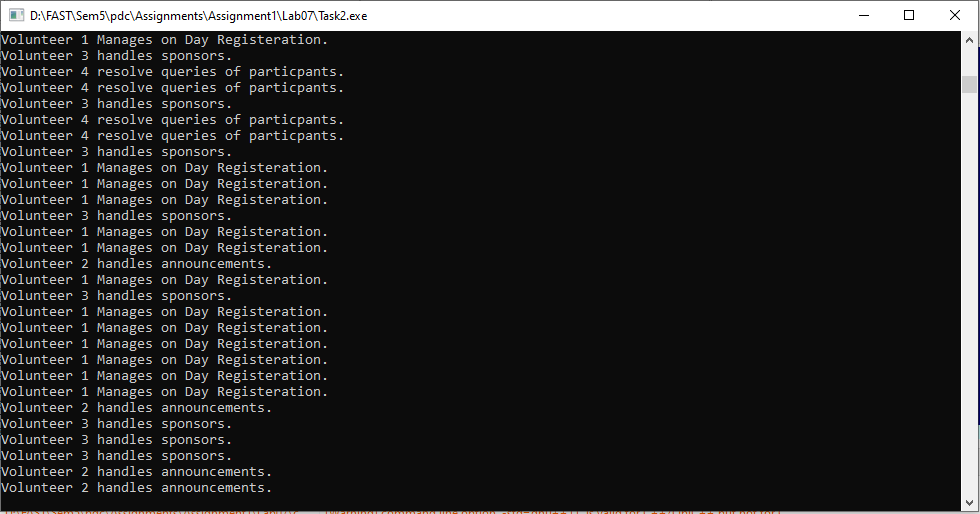 D:\FAST\Sem5\pdc\Assignments\Assignment1\Lab07\Task2.exe
Volunteer 1 Manages on Day Registeration.
Volunteer 3 handles sponsors.
Volunteer 4 resolve queries of particpants.
Volunteer 4 resolve queries of particpants.
Volunteer 3 handles sponsors.
Volunteer 4 resolve queries of particpants.
Volunteer 4 resolve queries of particpants.
Volunteer 3 handles sponsors.
Volunteer 1 Manages on Day Registeration.
Volunteer 1 Manages on Day Registeration.
Volunteer 1 Manages on Day Registeration.
Volunteer 3 handles sponsors.
Volunteer 1 Manages on Day Registeration.
Volunteer 1 Manages on Day Registeration.
Volunteer 2 handles announcements.
Volunteer 1 Manages on Day Registeration.
Volunteer 3 handles sponsors.
Volunteer 1 Manages on Day Registeration.
Volunteer 1 Manages on Day Registeration.
Volunteer 1 Manages on Day Registeration.
Volunteer 1 Manages on Day Registeration.
Volunteer 1 Manages on Day Registeration.
Volunteer 1 Manages on Day Registeration.
Volunteer 2 handles announcements.
Volunteer 3 handles sponsors.
Volunteer 3 handles sponsors.
Volunteer 3 handles sponsors.
Volunteer 2 handles announcements.
Volunteer 2 handles announcements.